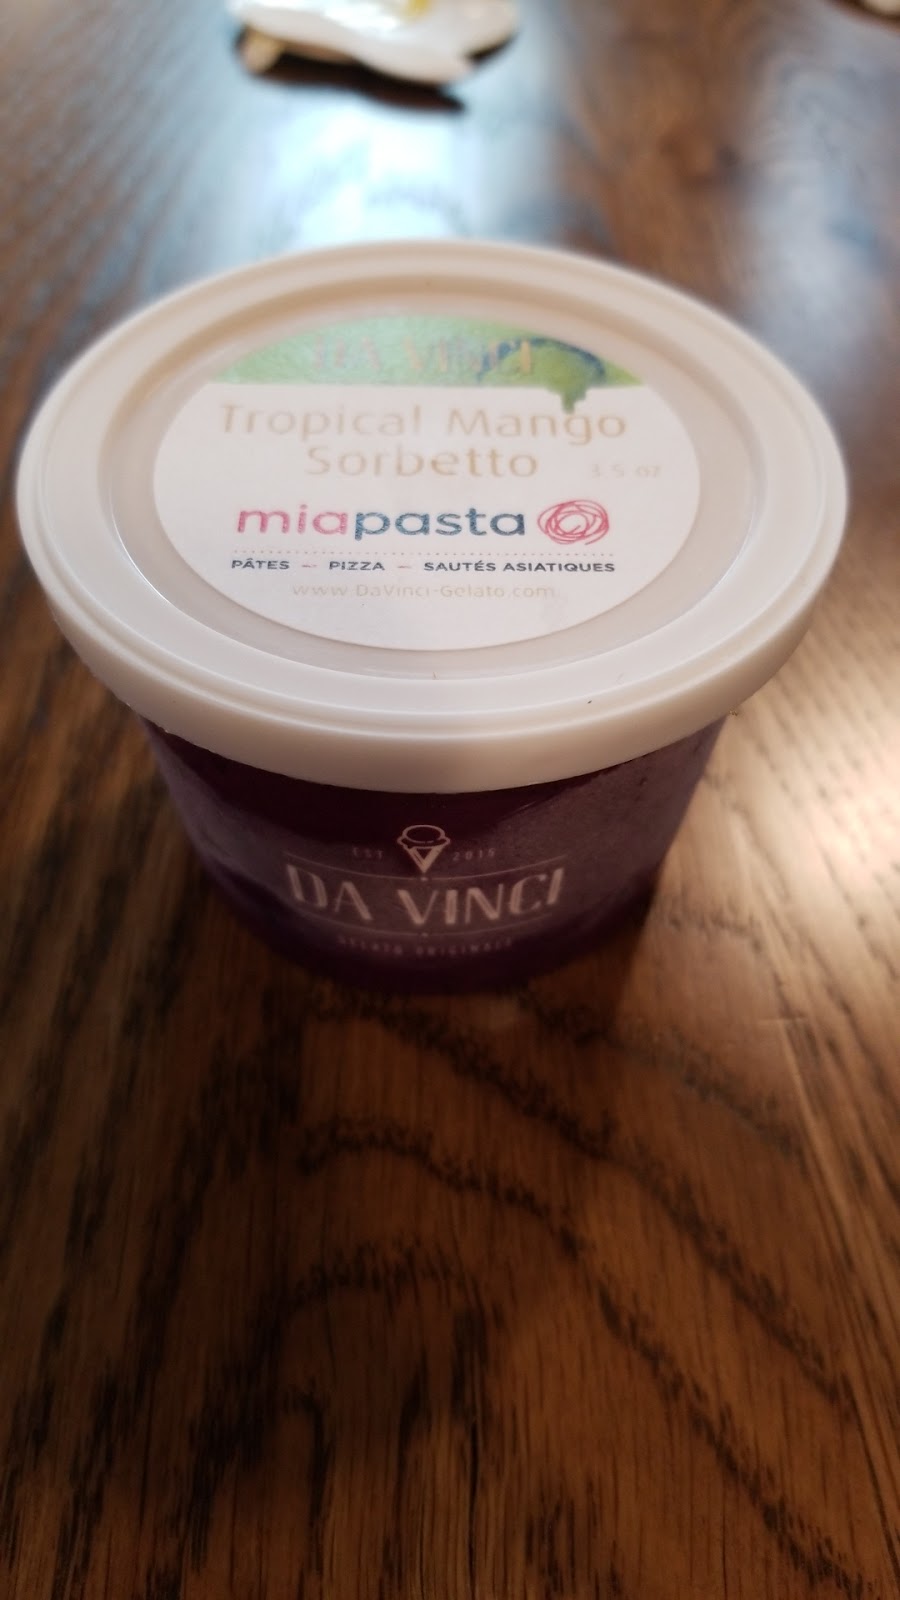 DA VINCI
Tropical Mango
Sorbetto 3.5 oz
miapasta
PÂTES – PIZZA – SAUTÉS ASIATIQUES
www.DaVinci-Gelato.com
EST 2015
DA VINCI
GELATO ORIGINALE